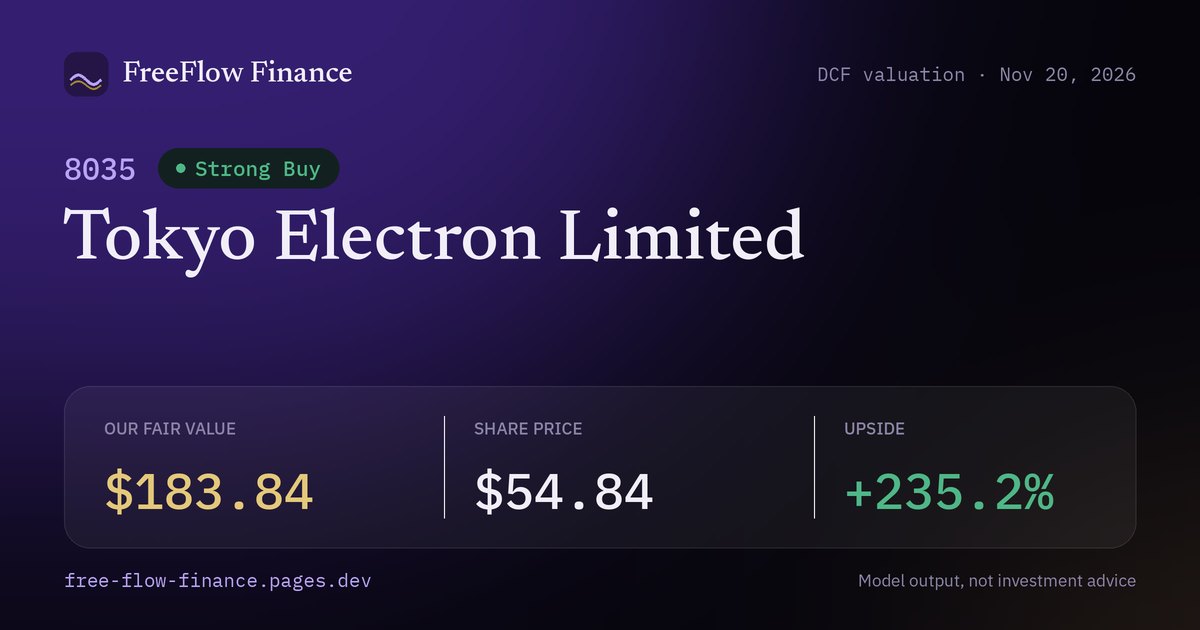 FreeFlow Finance
DCF valuation · Nov 20, 2026
8035
Strong Buy
Tokyo Electron Limited
OUR FAIR VALUE
$183.84
SHARE PRICE
$54.84
UPSIDE
+235.2%
free-flow-finance.pages.dev
Model output, not investment advice